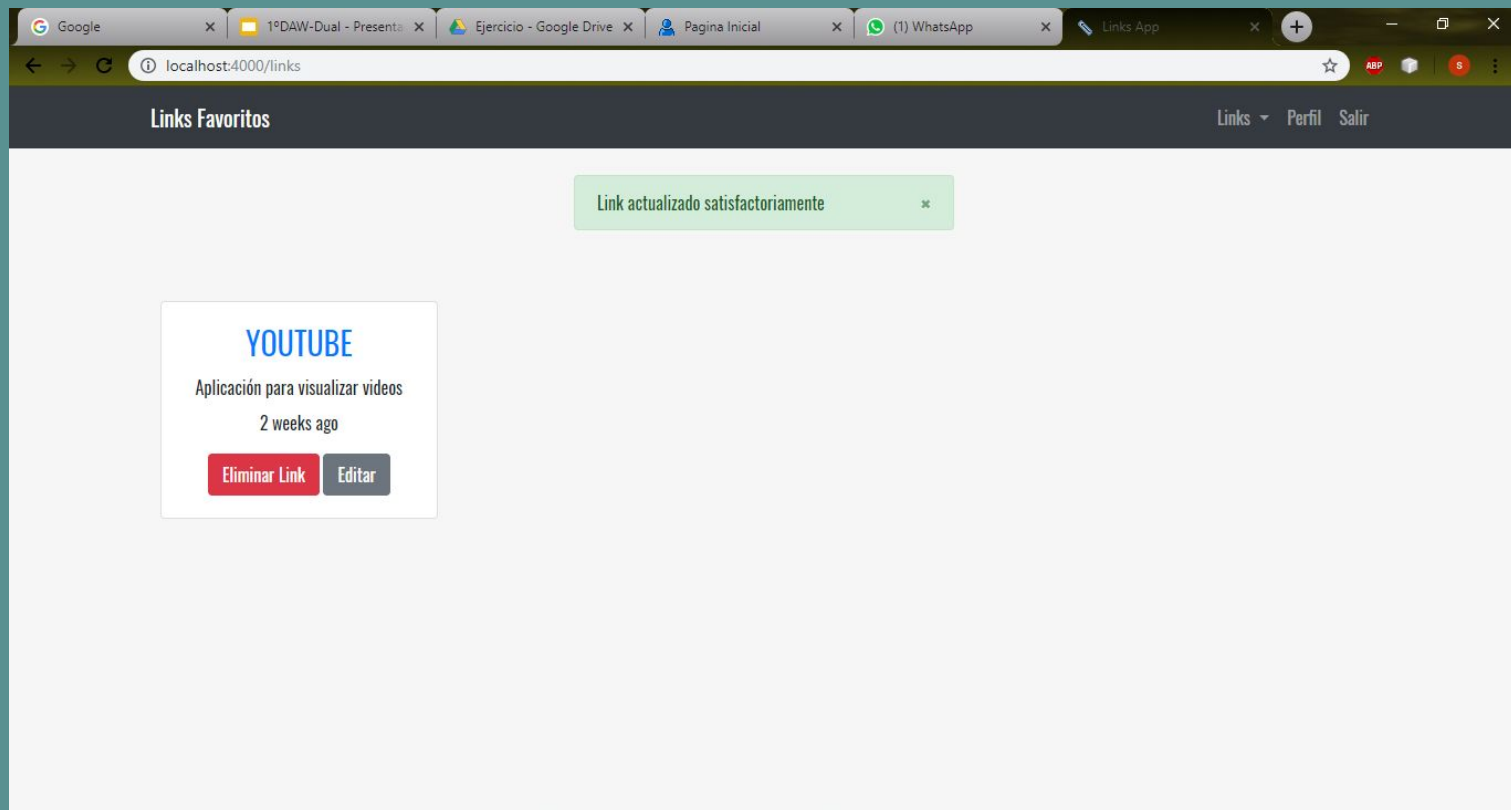 Google 1ºDAW-Dual - Presenta Ejercicio - Google Drive Pagina Inicial (1) WhatsApp Links App
localhost:4000/links ABP S
Links Favoritos Links Perfil Salir
Link actualizado satisfactoriamente ×
YOUTUBE
Aplicación para visualizar videos
2 weeks ago
Eliminar Link Editar